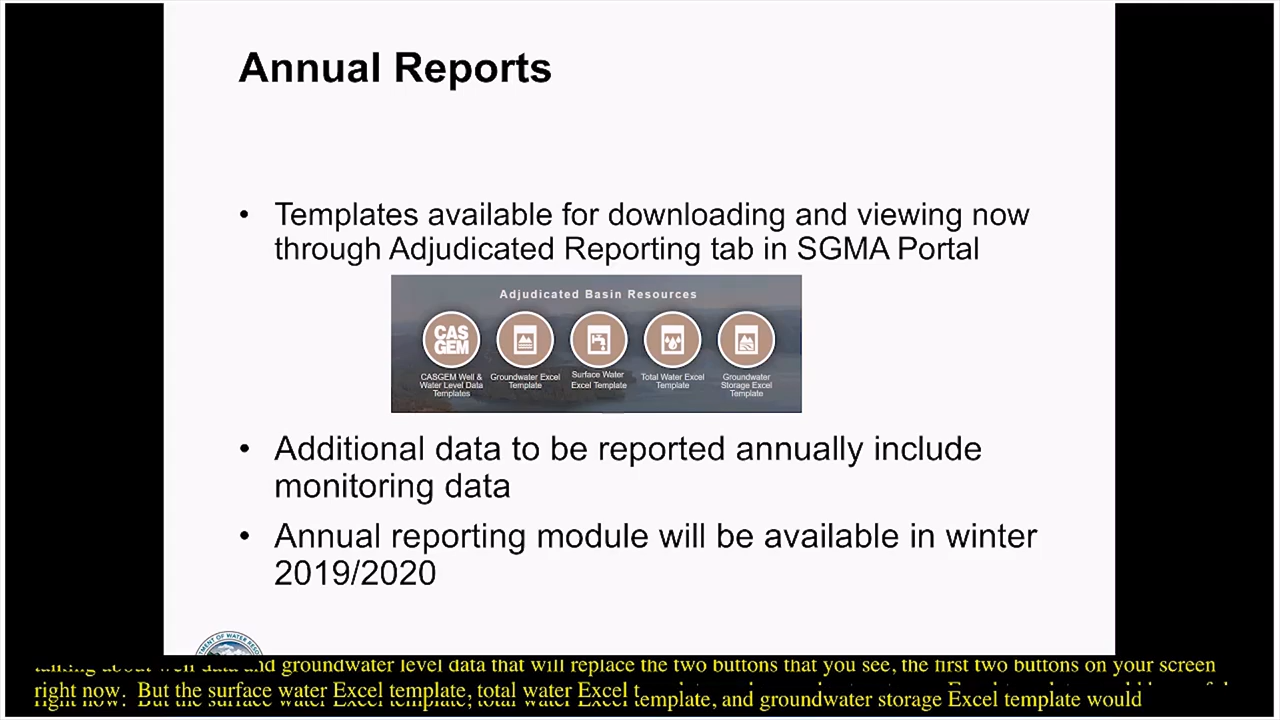 Annual Reports
• Templates available for downloading and viewing now
through Adjudicated Reporting tab in SGMA Portal
Adjudicated Basin Resources
CAS
GEM
CASGEM Well &
Water Level Data
Templates
Groundwater Excel
Template
Surface Water
Excel Template
Total Water Excel
Template
Groundwater
Storage Excel
Template
• Additional data to be reported annually include
monitoring data
• Annual reporting module will be available in winter
2019/2020
talking about well data and groundwater level data that will replace the two buttons that you see, the first two buttons on your screen
right now. But the surface water Excel template, total water Excel template, and groundwater storage Excel template would